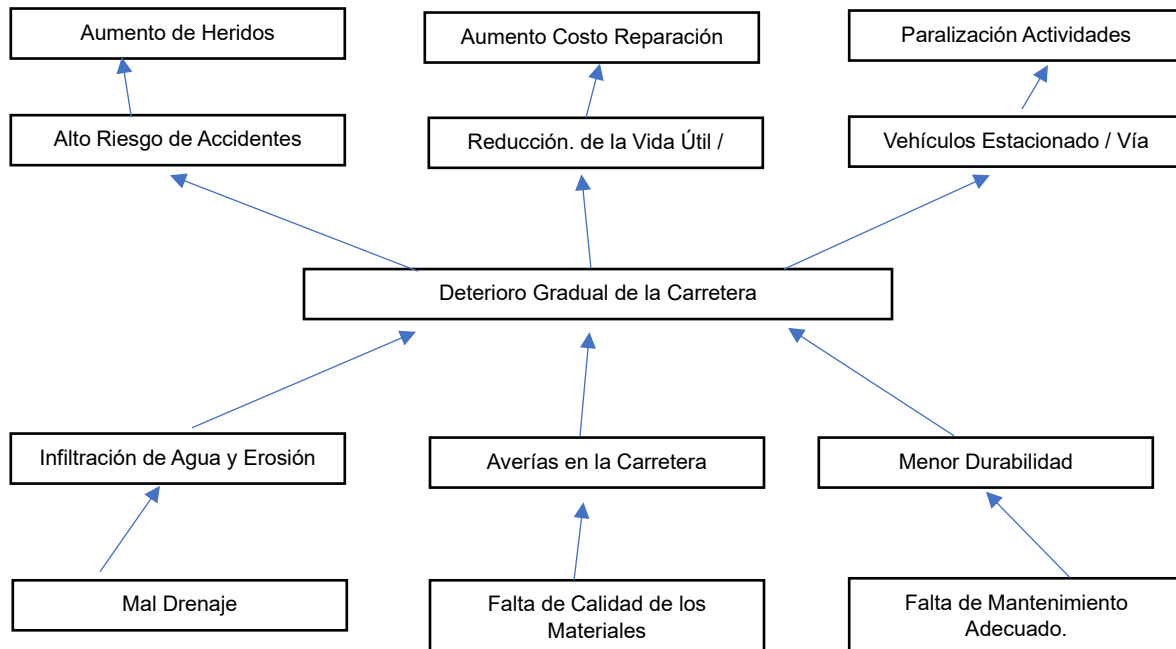 Aumento de Heridos
Aumento Costo Reparación
Paralización Actividades
Alto Riesgo de Accidentes
Reducción. de la Vida Útil /
Vehículos Estacionado / Vía
Deterioro Gradual de la Carretera
Infiltración de Agua y Erosión
Averías en la Carretera
Menor Durabilidad
Mal Drenaje
Falta de Calidad de los
Materiales
Falta de Mantenimiento
Adecuado.